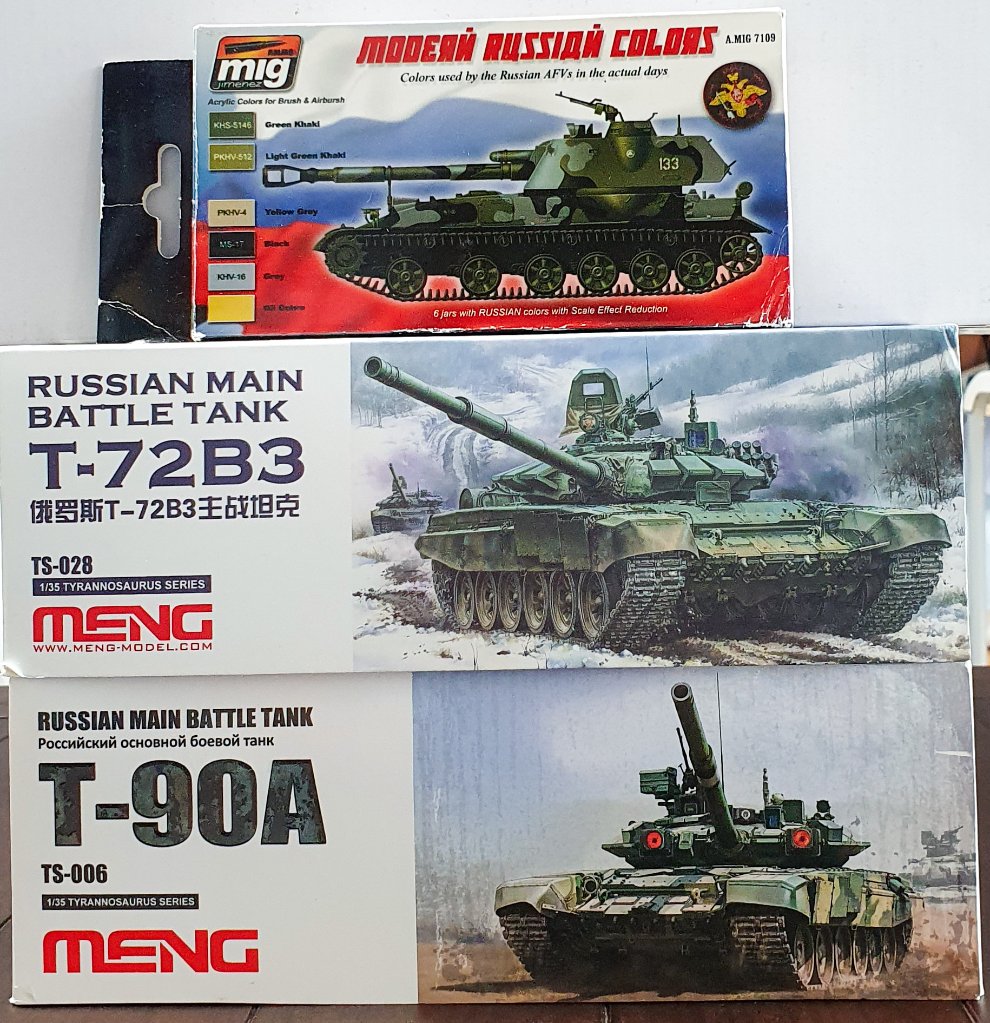 AMMO
mig
jimenez
MODERN RUSSIAN COLORS
A.MIG 7109
Colors used by the Russian AFVs in the actual days
Acrylic Colors for Brush & Airbursh
KHS-5146 Green Khaki
PKHV-512 Light Green Khaki
133
PKHV-4 Yellow Grey
MS-17 Black
KHV-16 Grey
6 jars with RUSSIAN colors with Scale Effect Reduction
RUSSIAN MAIN
BATTLE TANK
T-72B3
俄罗斯T-72B3主战坦克
TS-028
1/35 TYRANNOSAURUS SERIES
MENG
WWW.MENG-MODEL.COM
RUSSIAN MAIN BATTLE TANK
Российский основной боевой танк
T-90A
TS-006
1/35 TYRANNOSAURUS SERIES
MENG